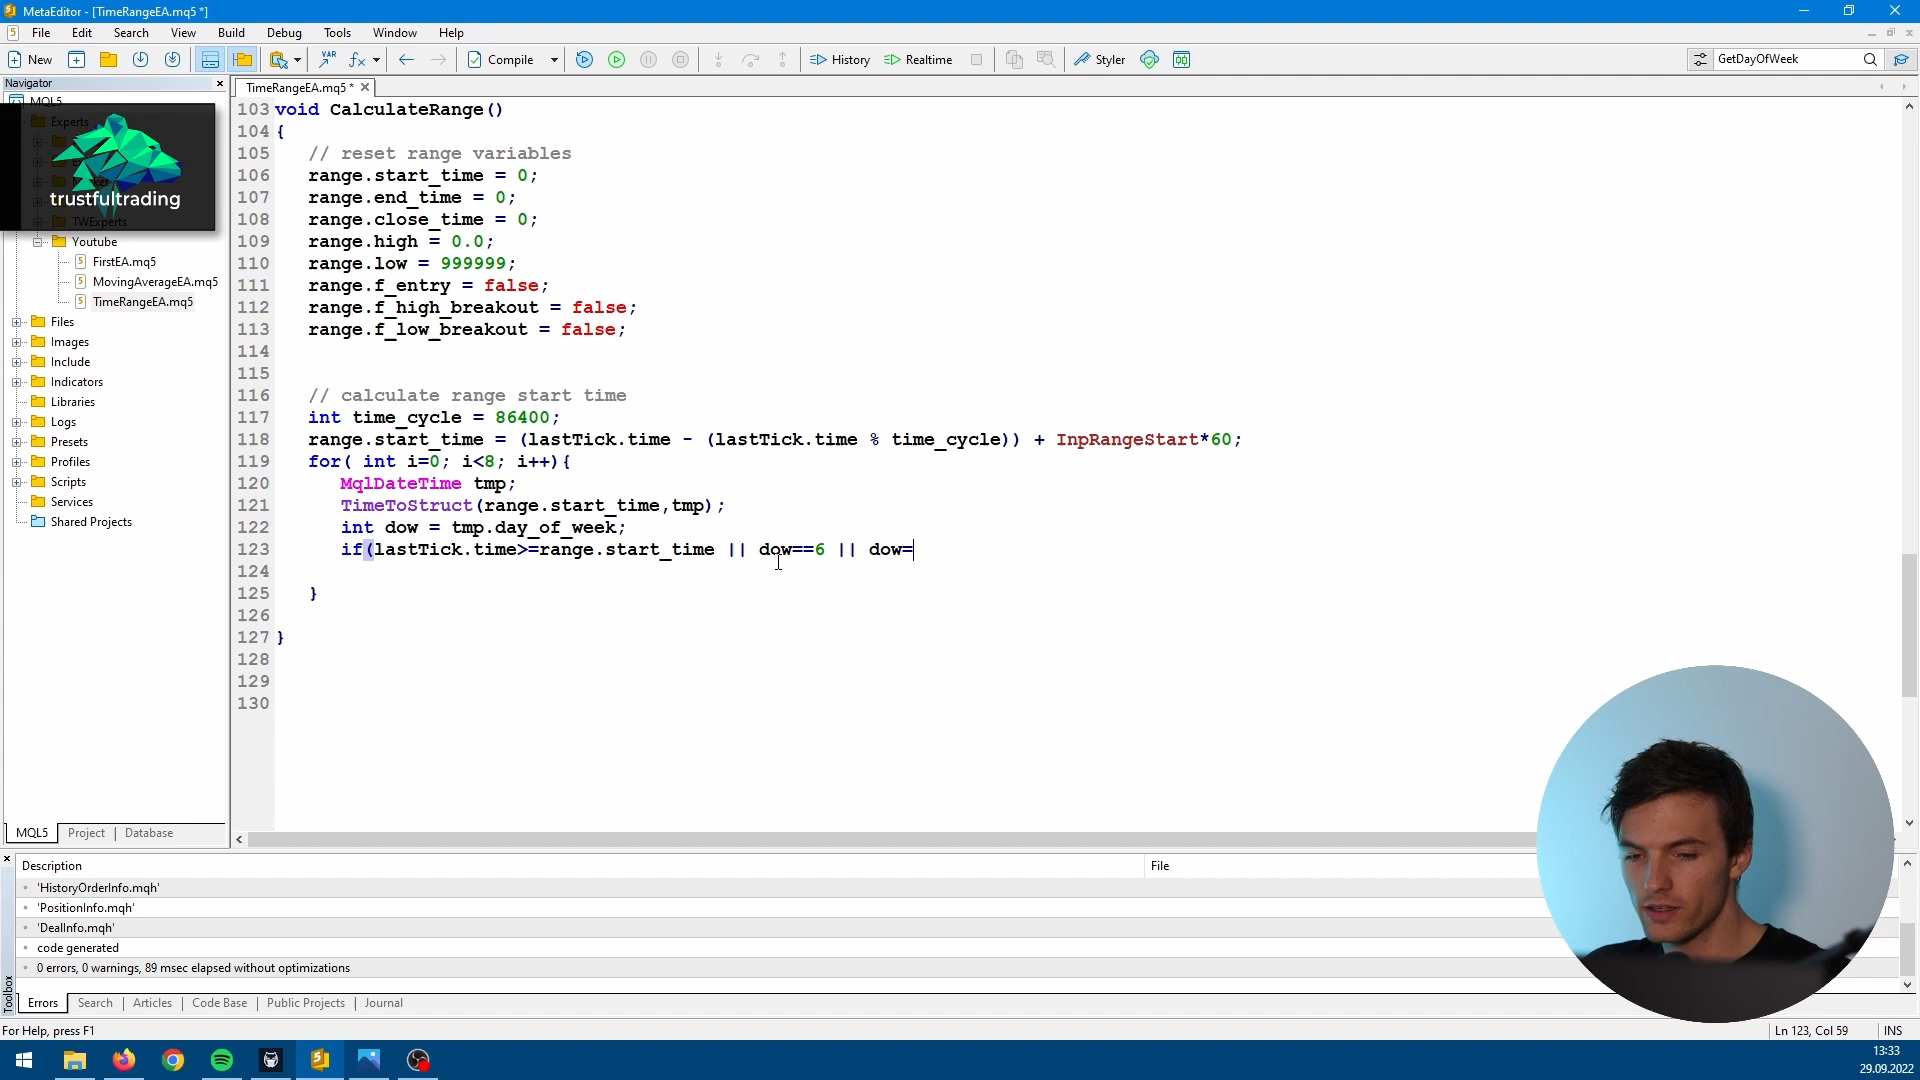 MetaEditor - [TimeRangeEA.mq5 *]
File Edit Search View Build Debug Tools Window Help
New VAR Compile History Realtime Styler GetDayOfWeek
Navigator
MQL5
Experts
trustfultrading
TWExperts
Youtube
FirstEA.mq5
MovingAverageEA.mq5
TimeRangeEA.mq5
Files
Images
Include
Indicators
Libraries
Logs
Presets
Profiles
Scripts
Services
Shared Projects
MQL5 Project Database
TimeRangeEA.mq5 *
103 void CalculateRange()
104 {
105 // reset range variables
106 range.start_time = 0;
107 range.end_time = 0;
108 range.close_time = 0;
109 range.high = 0.0;
110 range.low = 999999;
111 range.f_entry = false;
112 range.f_high_breakout = false;
113 range.f_low_breakout = false;
114
115
116 // calculate range start time
117 int time_cycle = 86400;
118 range.start_time = (lastTick.time - (lastTick.time % time_cycle)) + InpRangeStart*60;
119 for( int i=0; i<8; i++){
120 MqlDateTime tmp;
121 TimeToStruct(range.start_time,tmp);
122 int dow = tmp.day_of_week;
123 if(lastTick.time>=range.start_time || dow==6 || dow=
124
125 }
126
127 }
128
129
130
Description File
'HistoryOrderInfo.mqh'
'PositionInfo.mqh'
'DealInfo.mqh'
code generated
0 errors, 0 warnings, 89 msec elapsed without optimizations
Toolbox
Errors Search Articles Code Base Public Projects Journal
For Help, press F1
Ln 123, Col 59 INS
13:33
29.09.2022